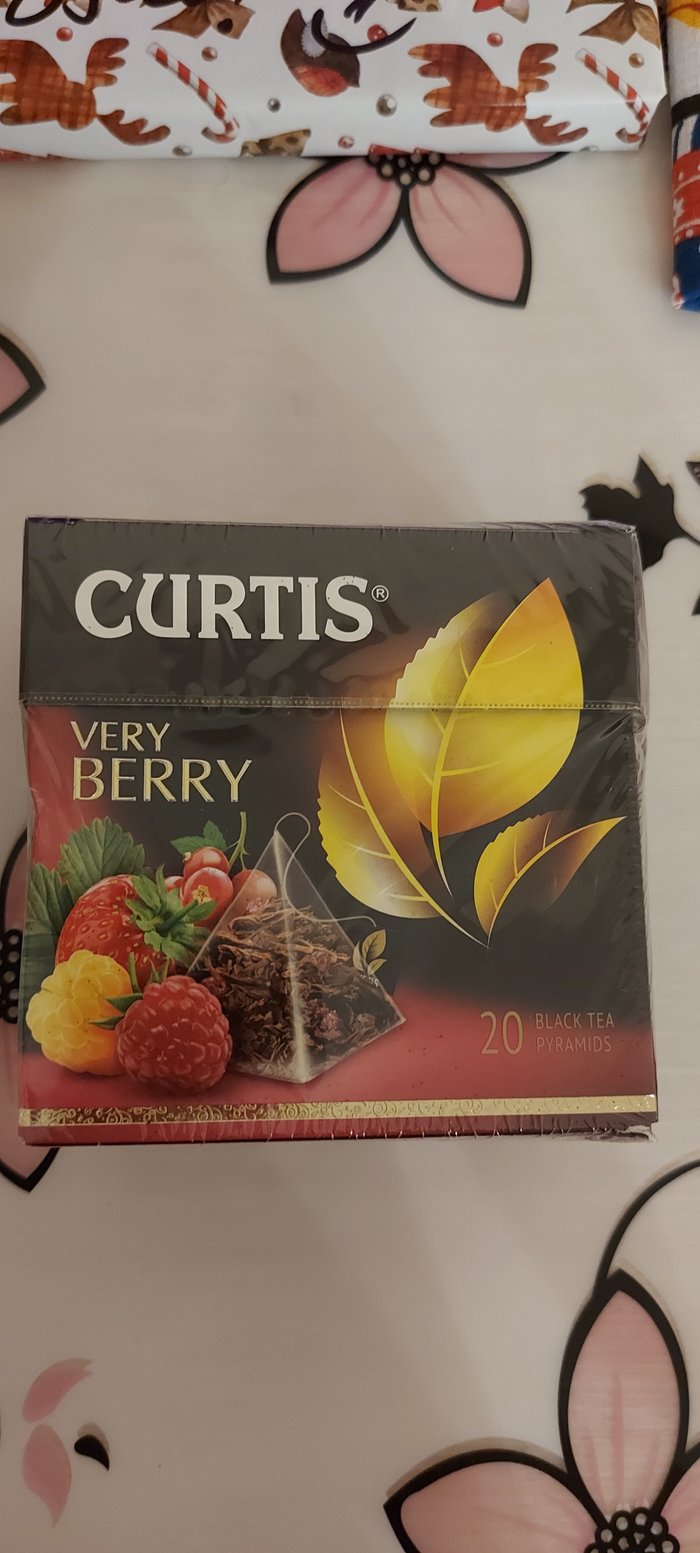 CURTIS®
VERY
BERRY
20 BLACK TEA
PYRAMIDS